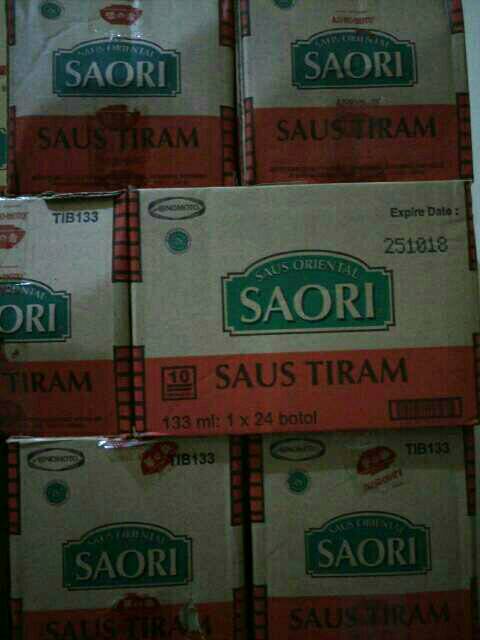 SAUS ORIENTAL
SAORI
SAUS TIRAM
SAUS ORIENTAL
SAORI
SAUS TIRAM
TIB133
ORI
TIRAM
AJINOMOTO
Expire Date :
251018
SAUS ORIENTAL
SAORI
10
SAUS TIRAM
133 ml: 1 x 24 botol
AJINOMOTO
TIB133
SAUS ORIENTAL
SAORI
SAUS TIRAM
AJINOMOTO
TIB133
SAUS ORIENTAL
SAORI
SAUS TIRAM